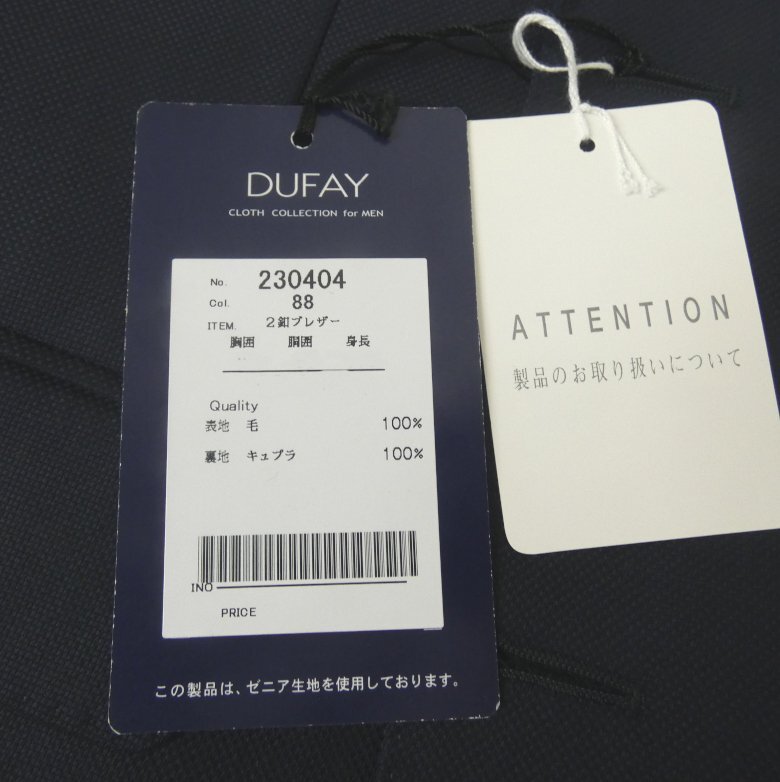 DUFAY
CLOTH COLLECTION for MEN
No. 230404
Col. 88
ITEM. 2釦ブレザー
胸囲 胴囲 身長
Quality
表地 毛 100%
裏地 キュプラ 100%
INO
PRICE
この製品は、ゼニア生地を使用しております。
ATTENTION
製品のお取り扱いについて